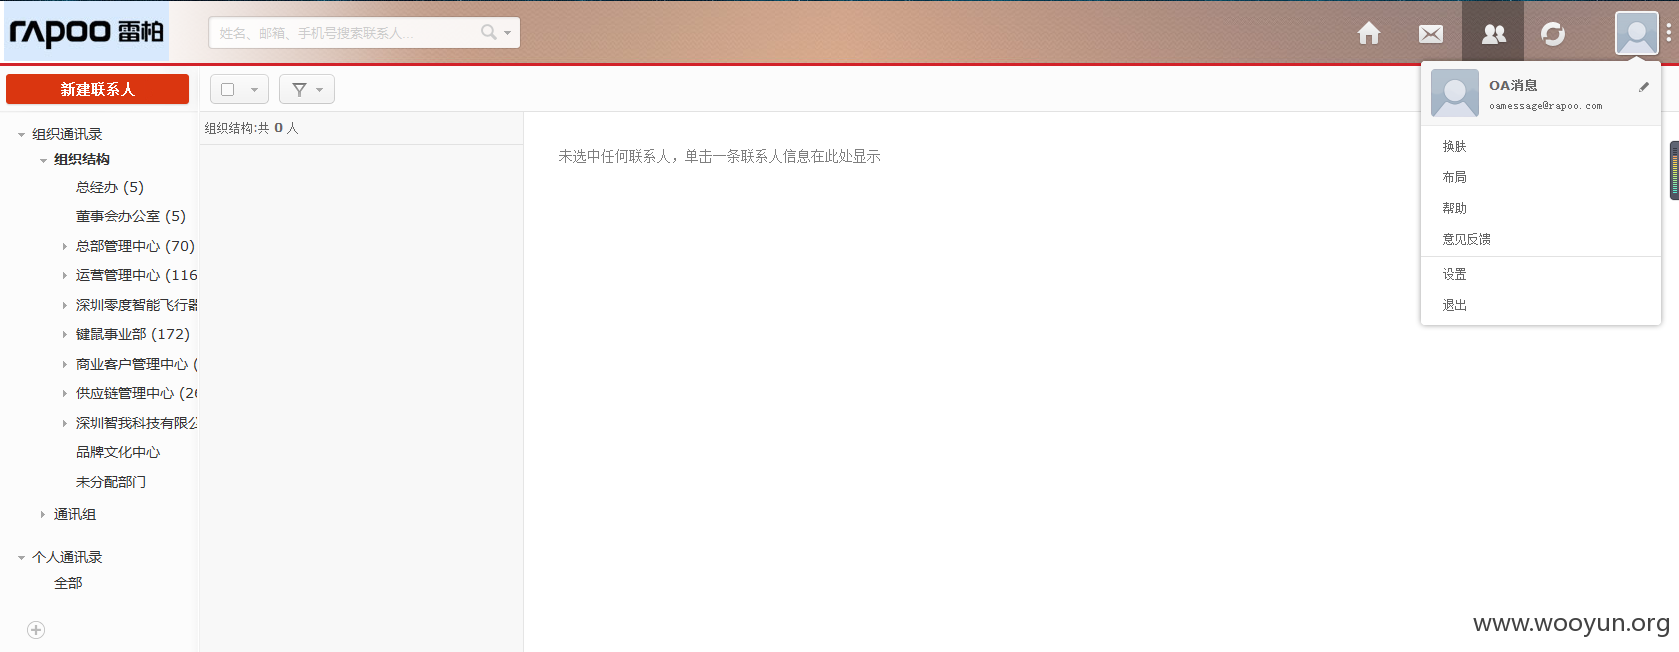 rapoo 雷柏
姓名、邮箱、手机号搜索联系人...
新建联系人
OA消息
oamessage@rapoo.com
换肤
布局
帮助
意见反馈
设置
退出
组织通讯录
组织结构
总经办 (5)
董事会办公室 (5)
总部管理中心 (70)
运营管理中心 (116
深圳零度智能飞行器
键鼠事业部 (172)
商业客户管理中心 (
供应链管理中心 (26
深圳智我科技有限公
品牌文化中心
未分配部门
通讯组
个人通讯录
全部
组织结构:共 0 人
未选中任何联系人，单击一条联系人信息在此处显示
www.wooyun.org